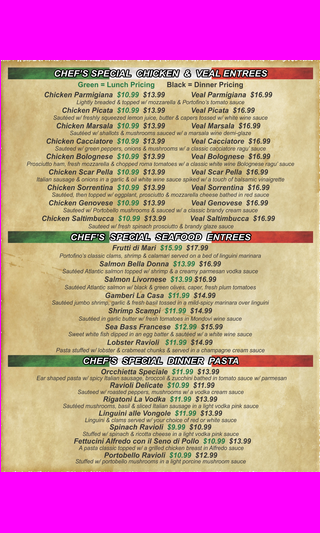 CHEF'S SPECIAL CHICKEN & VEAL ENTREES
Green = Lunch Pricing Black = Dinner Pricing
Chicken Parmigiana $10.99 $13.99 Veal Parmigiana $16.99
Lightly breaded & topped w/ mozzarella & Portofino's tomato sauce
Chicken Picata $10.99 $13.99 Veal Picata $16.99
Sautéed w/ freshly squeezed lemon juice, butter & capers tossed w/ white wine sauce
Chicken Marsala $10.99 $13.99 Veal Marsala $16.99
Sautéed w/ shallots & mushrooms sauced w/ a marsala wine demi-glaze
Chicken Cacciatore $10.99 $13.99 Veal Cacciatore $16.99
Sautéed w/ green peppers, onions & mushrooms w/ a classic cacciatore ragu' sauce
Chicken Bolognese $10.99 $13.99 Veal Bolognese $16.99
Prosciutto ham, fresh mozzarella & chopped roma tomatoes w/ a classic white wine Bolognese ragu' sauce
Chicken Scar Pella $10.99 $13.99 Veal Scar Pella $16.99
Italian sausage & onions in a garlic & oil white wine sauce spiked w/ a touch of balsamic vinaigrette
Chicken Sorrentina $10.99 $13.99 Veal Sorrentina $16.99
Sautéed, then topped w/ eggplant, prosciutto & mozzarella cheese bathed in red sauce
Chicken Genovese $10.99 $13.99 Veal Genovese $16.99
Sautéed w/ Portobello mushrooms & sauced w/ a classic brandy cream sauce
Chicken Saltimbucca $10.99 $13.99 Veal Saltimbucca $16.99
Sautéed w/ fresh spinach prosciutto & brandy glaze sauce
CHEF'S SPECIAL SEAFOOD ENTREES
Frutti di Mari $15.99 $17.99
Portofino's classic clams, shrimp & calamari served on a bed of linguini marinara
Salmon Bella Donna $13.99 $16.99
Sautéed Atlantic salmon topped w/ shrimp & a creamy parmesan vodka sauce
Salmon Livornese $13.99 $16.99
Sautéed Atlantic salmon w/ black & green olives, caper, fresh plum tomatoes
Gamberi La Casa $11.99 $14.99
Sautéed jumbo shrimp, garlic & fresh basil tossed in a mild-spicy marinara over linguini
Shrimp Scampi $11.99 $14.99
Sautéed in garlic butter w/ fresh tomatoes in Mondovi wine sauce
Sea Bass Francese $12.99 $15.99
Sweet white fish dipped in an egg batter & sautéed w/ a white wine sauce
Lobster Ravioli $11.99 $14.99
Pasta stuffed w/ lobster & crabmeat chunks & served in a champagne cream sauce
CHEF'S SPECIAL DINNER PASTA
Orcchietta Speciale $11.99 $13.99
Ear shaped pasta w/ spicy Italian sausage, broccoli & zucchini bathed in tomato sauce w/ parmesan
Ravioli Delicate $10.99 $11.99
Sautéed w/ roasted peppers, mushrooms w/ a vodka cream sauce
Rigatoni La Vodka $11.99 $13.99
Sautéed mushrooms, basil & sliced Italian sausage in a light vodka pink sauce
Linguini alle Vongole $11.99 $13.99
Linguini & clams served w/ your choice of red or white sauce
Spinach Ravioli $9.99 $10.99
Stuffed w/ spinach & ricotta cheese in a light vodka pink sauce
Fettucini Alfredo con il Seno di Pollo $10.99 $13.99
A pasta classic topped w/ a grilled chicken breast in Alfredo sauce
Portobello Ravioli $10.99 $12.99
Stuffed w/ portobello mushrooms in a light porcine mushroom sauce